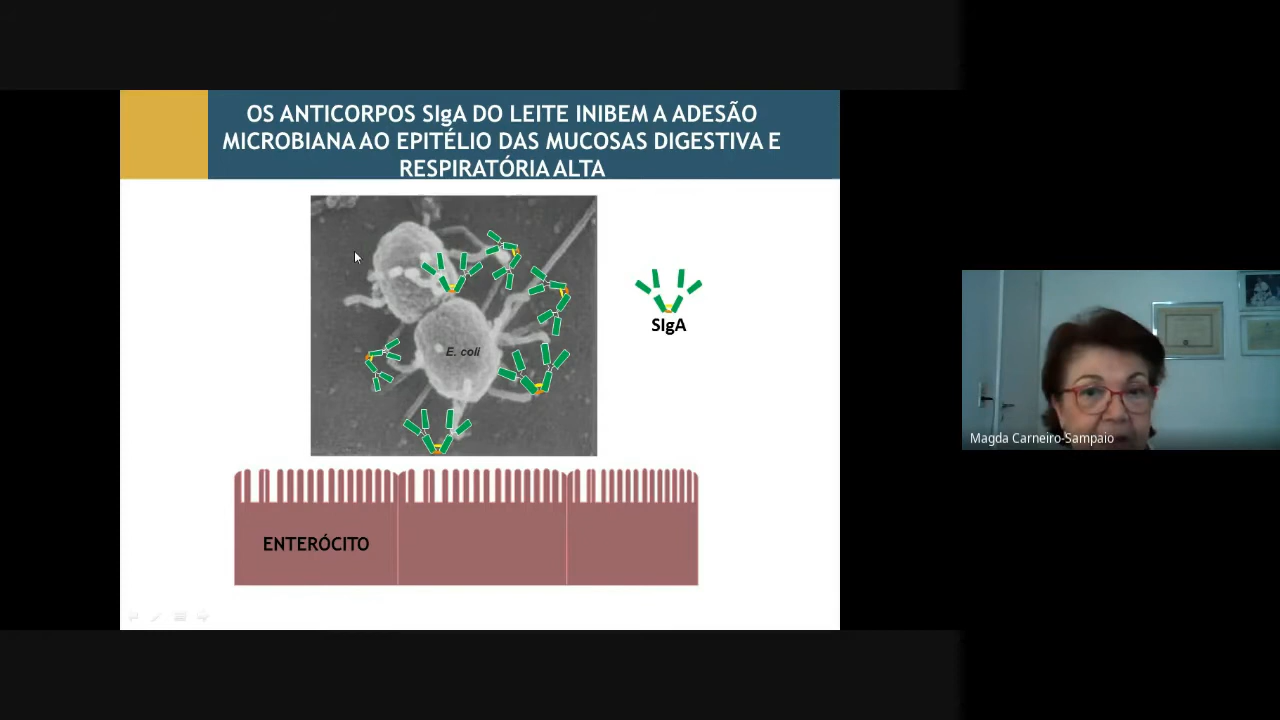 OS ANTICORPOS SIgA DO LEITE INIBEM A ADESÃO
MICROBIANA AO EPITÉLIO DAS MUCOSAS DIGESTIVA E
RESPIRATÓRIA ALTA
E. coli
SIgA
ENTERÓCITO
Magda Carneiro-Sampaio